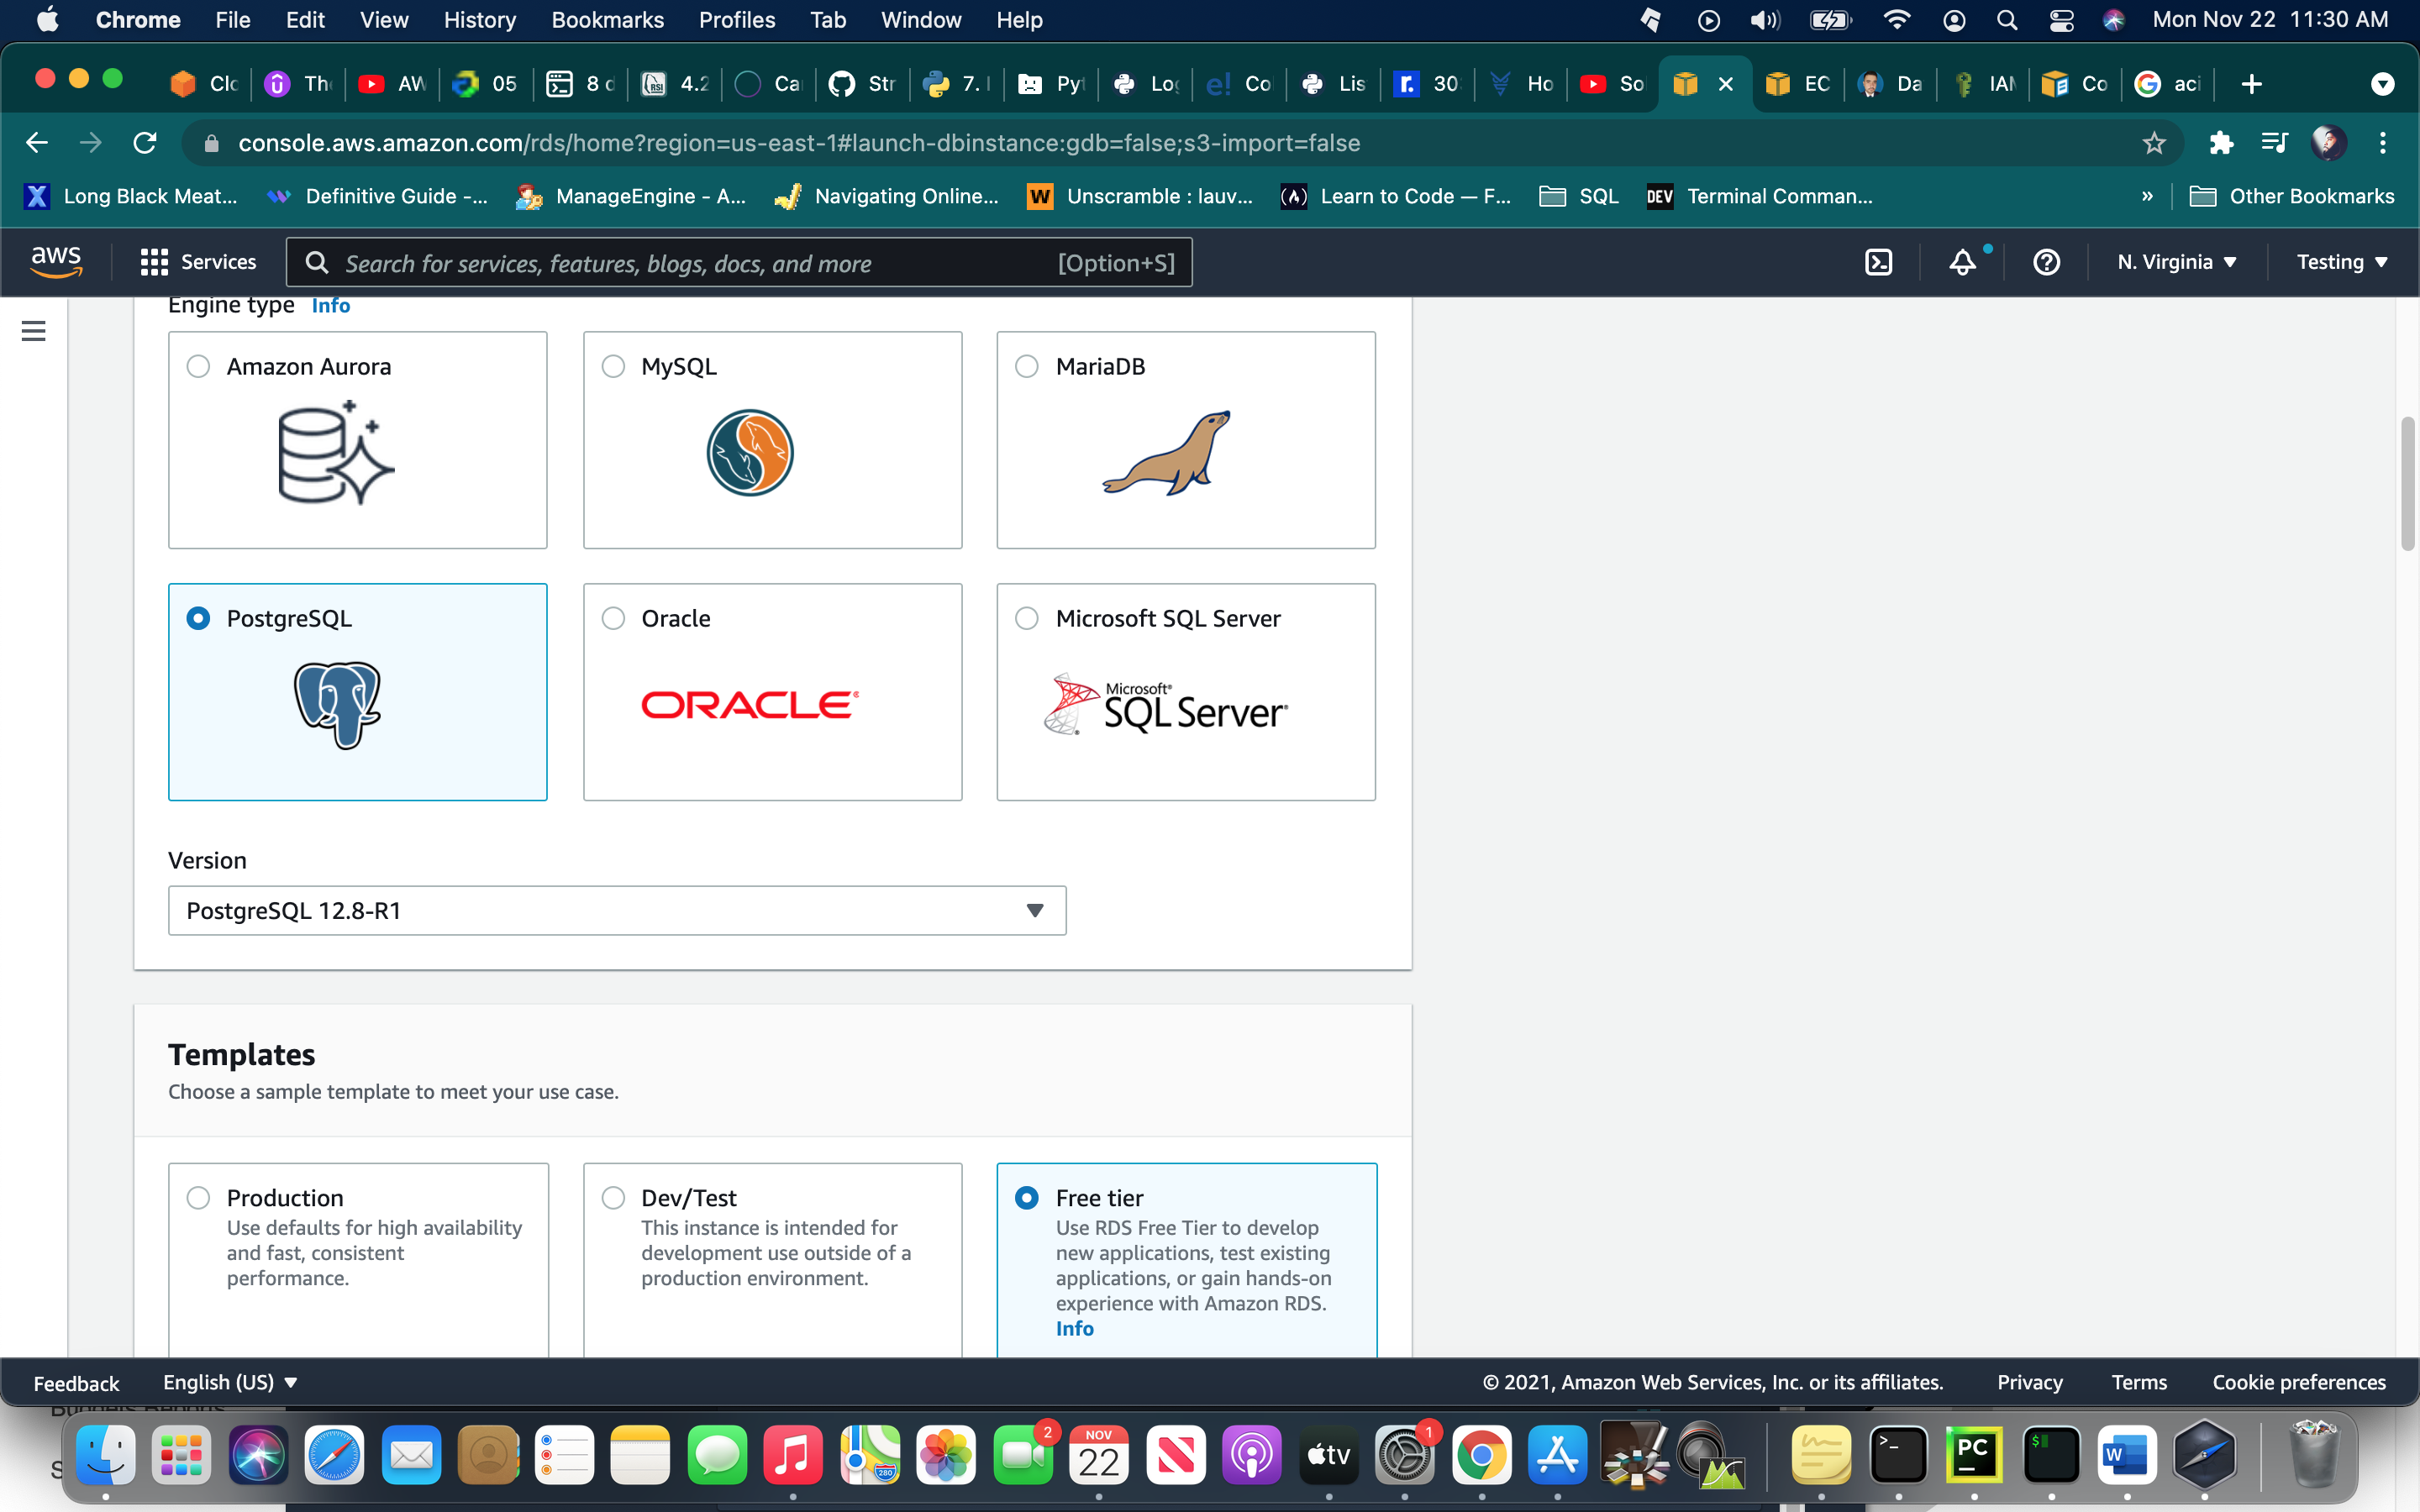 Chrome File Edit View History Bookmarks Profiles Tab Window Help Mon Nov 22 11:30 AM
Clo Th AW 05 8 d 4.2 Ca Str 7. I Pyt Log Co Lis 30 Ho So EC Da IAM Co aci
console.aws.amazon.com/rds/home?region=us-east-1#launch-dbinstance:gdb=false;s3-import=false
Long Black Meat... Definitive Guide -... ManageEngine - A... Navigating Online... Unscramble : lauv... Learn to Code — F... SQL DEV Terminal Comman... » Other Bookmarks
aws Services Search for services, features, blogs, docs, and more [Option+S] N. Virginia Testing
Engine type Info
Amazon Aurora MySQL MariaDB
PostgreSQL Oracle Microsoft SQL Server
ORACLE Microsoft SQL Server
Version
PostgreSQL 12.8-R1
Templates
Choose a sample template to meet your use case.
Production
Use defaults for high availability
and fast, consistent
performance.
Dev/Test
This instance is intended for
development use outside of a
production environment.
Free tier
Use RDS Free Tier to develop
new applications, test existing
applications, or gain hands-on
experience with Amazon RDS.
Info
Feedback English (US) © 2021, Amazon Web Services, Inc. or its affiliates. Privacy Terms Cookie preferences
2 NOV 22 tv 1 PC W 280